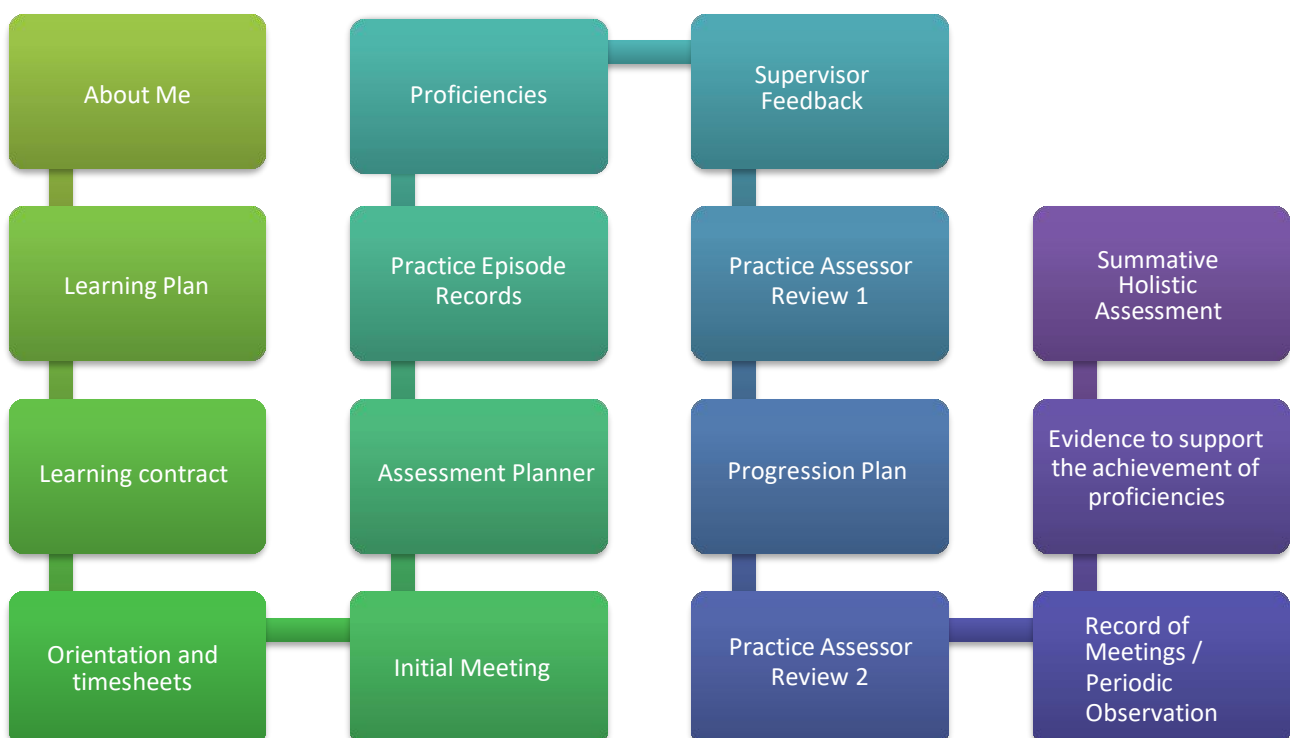 About Me
Learning Plan
Learning contract
Orientation and
timesheets
Initial Meeting
Assessment Planner
Practice Episode
Records
Proficiencies
Supervisor
Feedback
Practice Assessor
Review 1
Progression Plan
Practice Assessor
Review 2
Record of
Meetings /
Periodic
Observation
Evidence to support
the achievement of
proficiencies
Summative
Holistic
Assessment